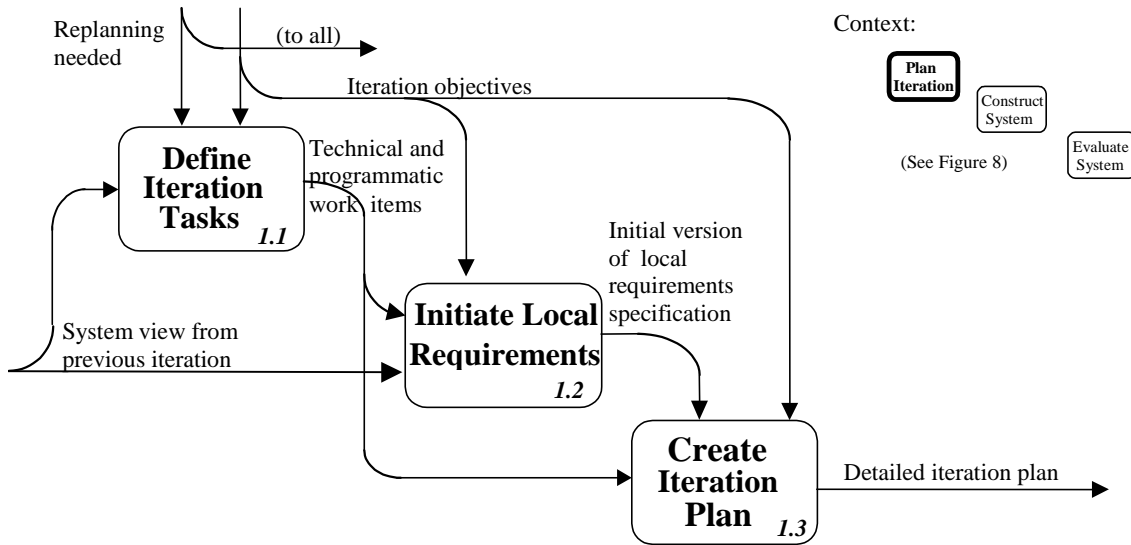 Replanning
needed
(to all)
Iteration objectives
Context:
Plan
Iteration
Construct
System
Evaluate
System
(See Figure 8)
Define
Iteration
Tasks
1.1
Technical and
programmatic
work items
System view from
previous iteration
Initiate Local
Requirements
1.2
Initial version
of local
requirements
specification
Create
Iteration
Plan
1.3
Detailed iteration plan